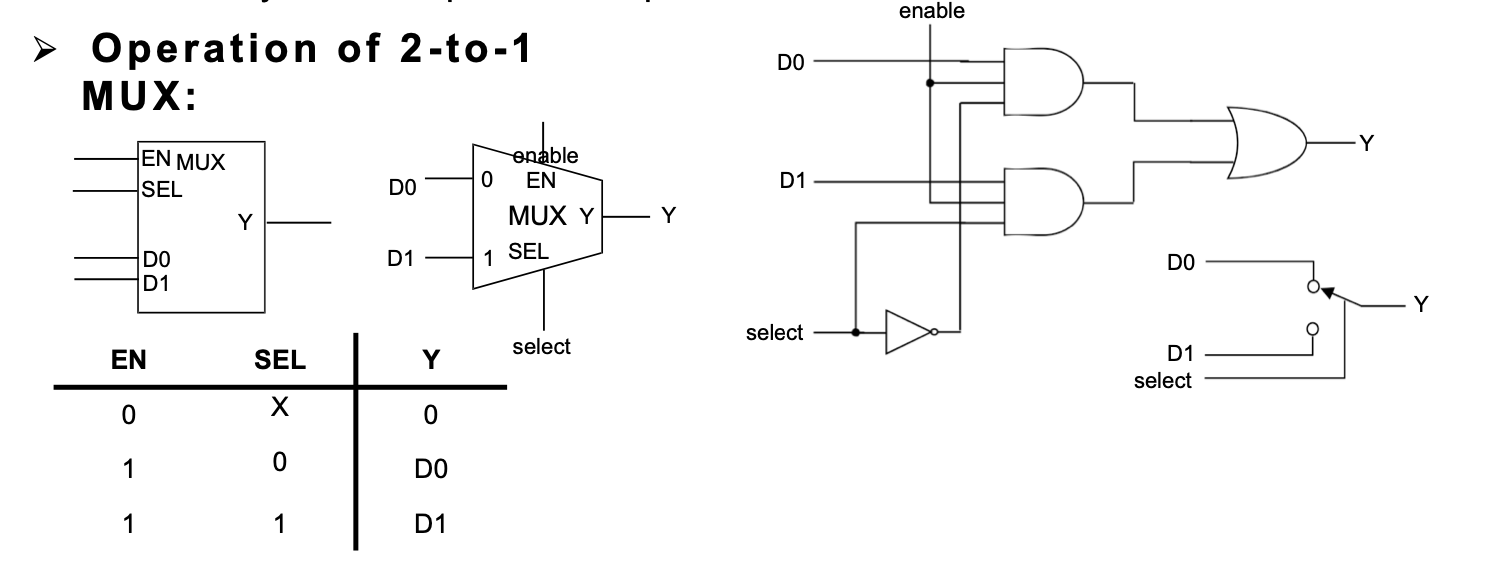 ➢ Operation of 2-to-1
MUX:
EN MUX
SEL
Y
D0
D1
enable
D0
0
EN
MUX Y
Y
D1
1
SEL
select
EN SEL Y
0 X 0
1 0 D0
1 1 D1
enable
D0
Y
D1
select
D0
Y
D1
select